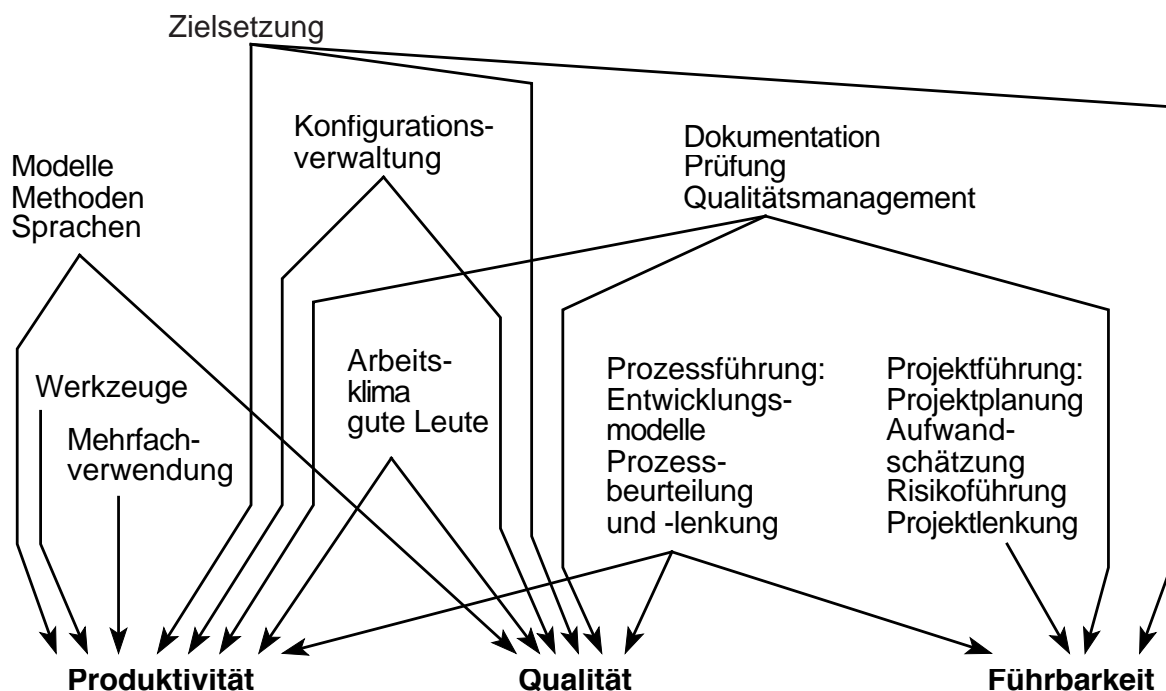 Zielsetzung
Konfigurations-
verwaltung
Dokumentation
Prüfung
Qualitätsmanagement
Modelle
Methoden
Sprachen
Werkzeuge
Mehrfach-
verwendung
Arbeits-
klima
gute Leute
Prozessführung:
Entwicklungs-
modelle
Prozess-
beurteilung
und -lenkung
Projektführung:
Projektplanung
Aufwand-
schätzung
Risikoführung
Projektlenkung
Produktivität
Qualität
Führbarkeit